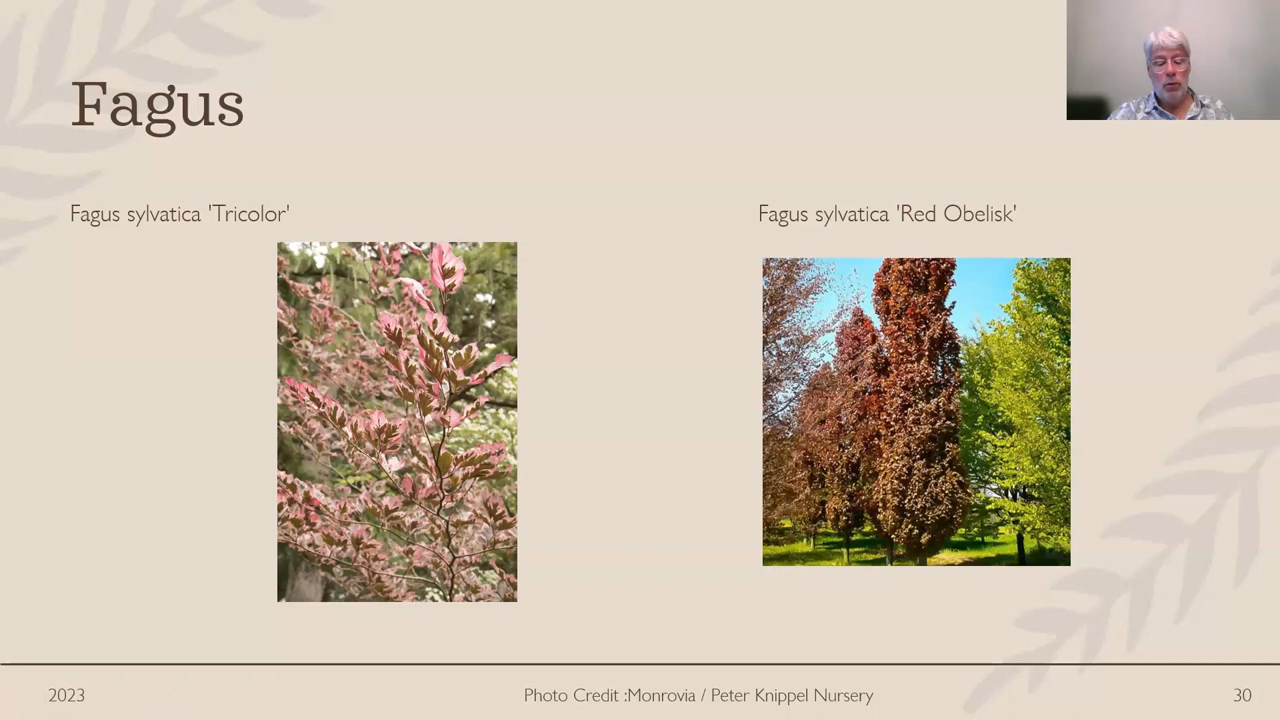 Fagus
Fagus sylvatica 'Tricolor'
Fagus sylvatica 'Red Obelisk'
2023
Photo Credit :Monrovia / Peter Knippel Nursery
30